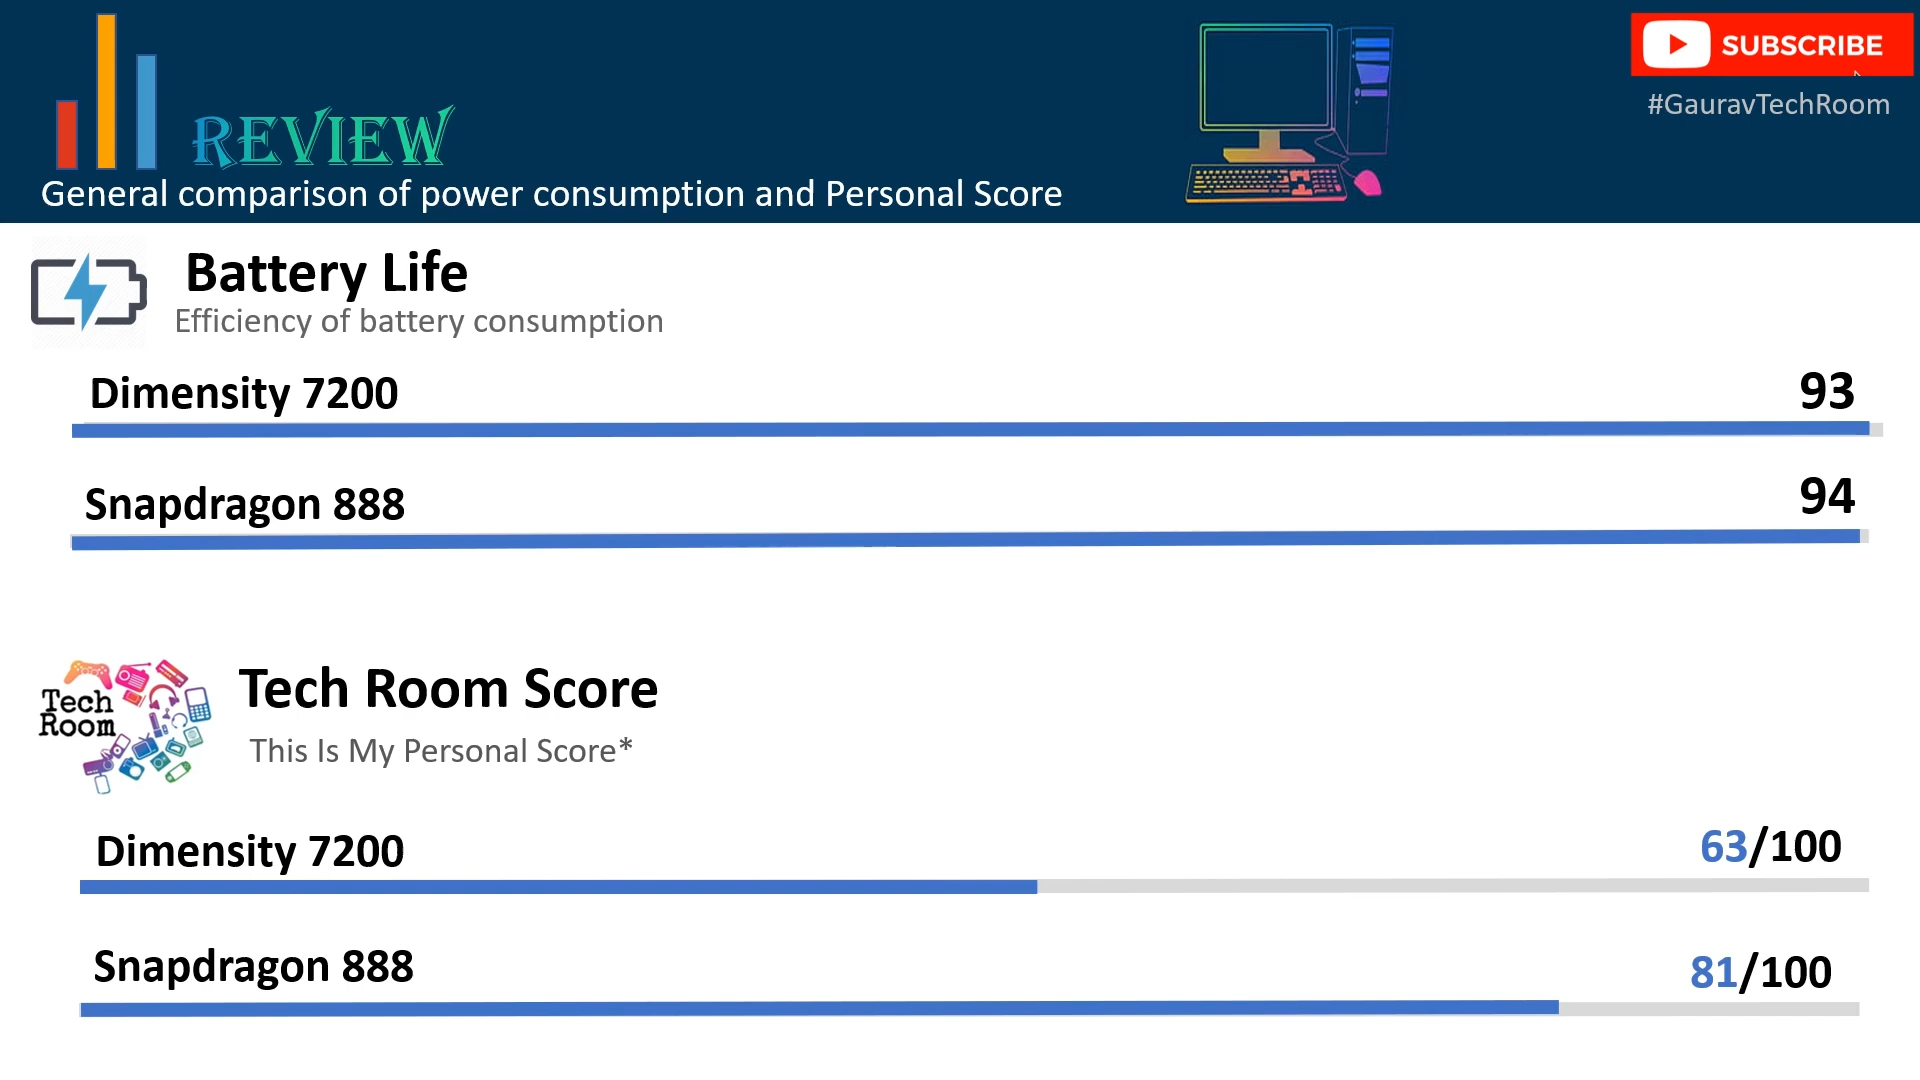 SUBSCRIBE
#GauravTechRoom
REVIEW
General comparison of power consumption and Personal Score
Battery Life
Efficiency of battery consumption
Dimensity 7200 93
Snapdragon 888 94
Tech
Room
Tech Room Score
This Is My Personal Score*
Dimensity 7200 63/100
Snapdragon 888 81/100